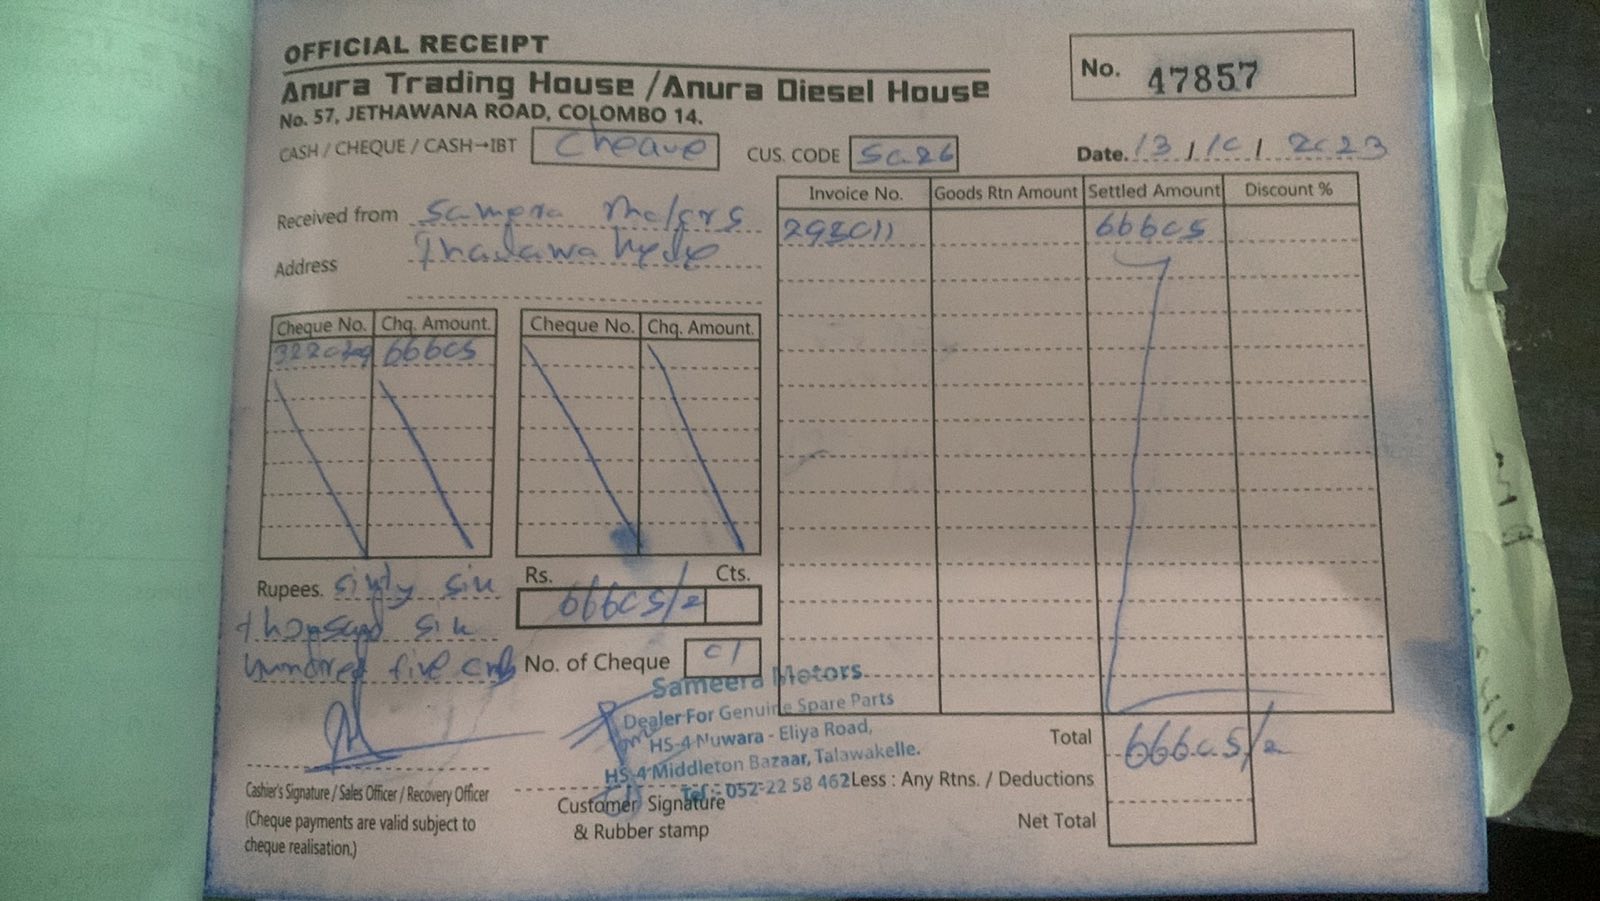 OFFICIAL RECEIPT
No. 47857
Anura Trading House / Anura Diesel House
No. 57, JETHAWANA ROAD, COLOMBO 14.
CASH / CHEQUE / CASH→IBT Cheque CUS. CODE Sa26 Date. 13 / 10 / 2023
Received from Sameera Motors
Address
Invoice No. Goods Rtn Amount Settled Amount Discount %
293011 66605
Cheque No. Chq. Amount. Cheque No. Chq. Amount.
66605
Rupees. sixty six
thousand six
hundred five only
Rs. Cts.
66605/=
No. of Cheque 01
Sameera Motors
Dealer For Genuine Spare Parts
HS-4 Nuwara - Eliya Road,
HS-4 Middleton Bazaar, Talawakelle.
Tel:- 052-22 58 462
Cashier's Signature / Sales Officer / Recovery Officer
(Cheque payments are valid subject to
cheque realisation.)
Customer Signature
& Rubber stamp
Total 66605/=
Less : Any Rtns. / Deductions
Net Total